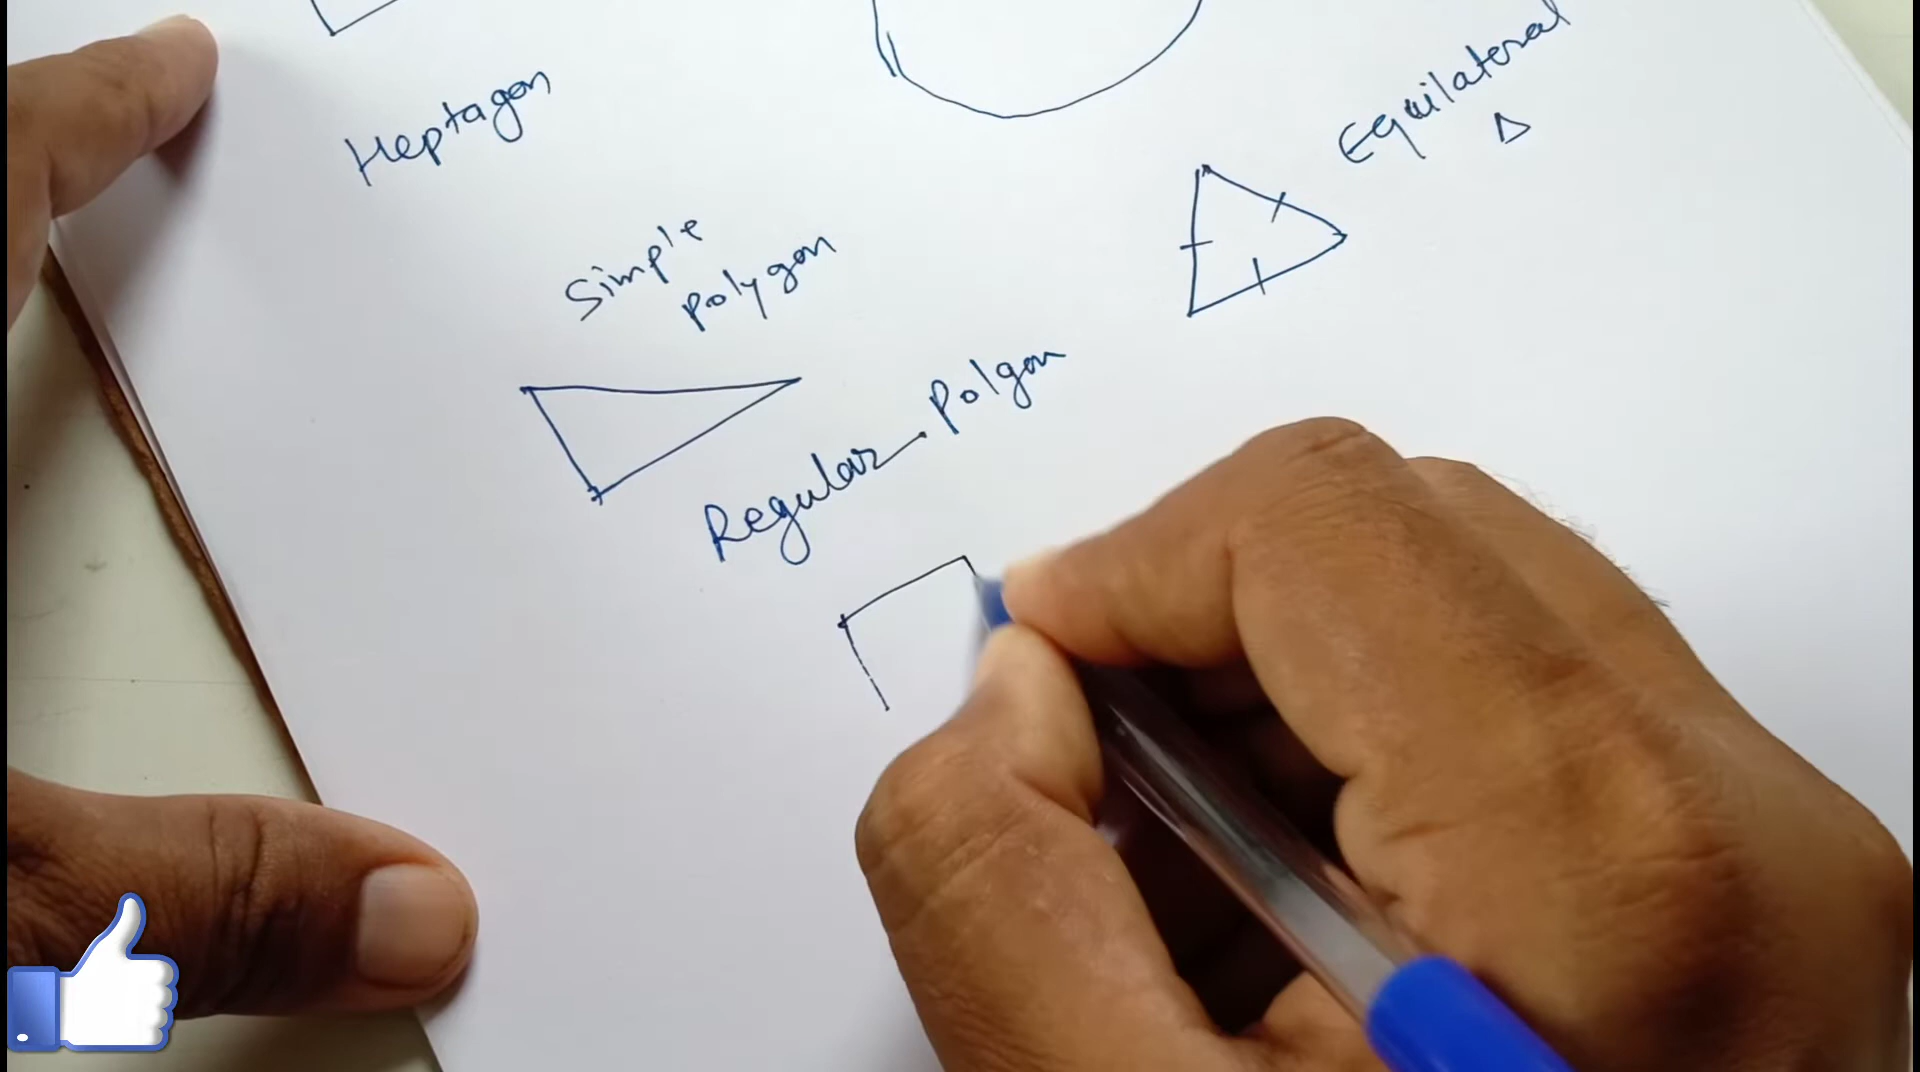 Heptagon
Equilateral
Δ
Simple
polygon
Regular Polgon